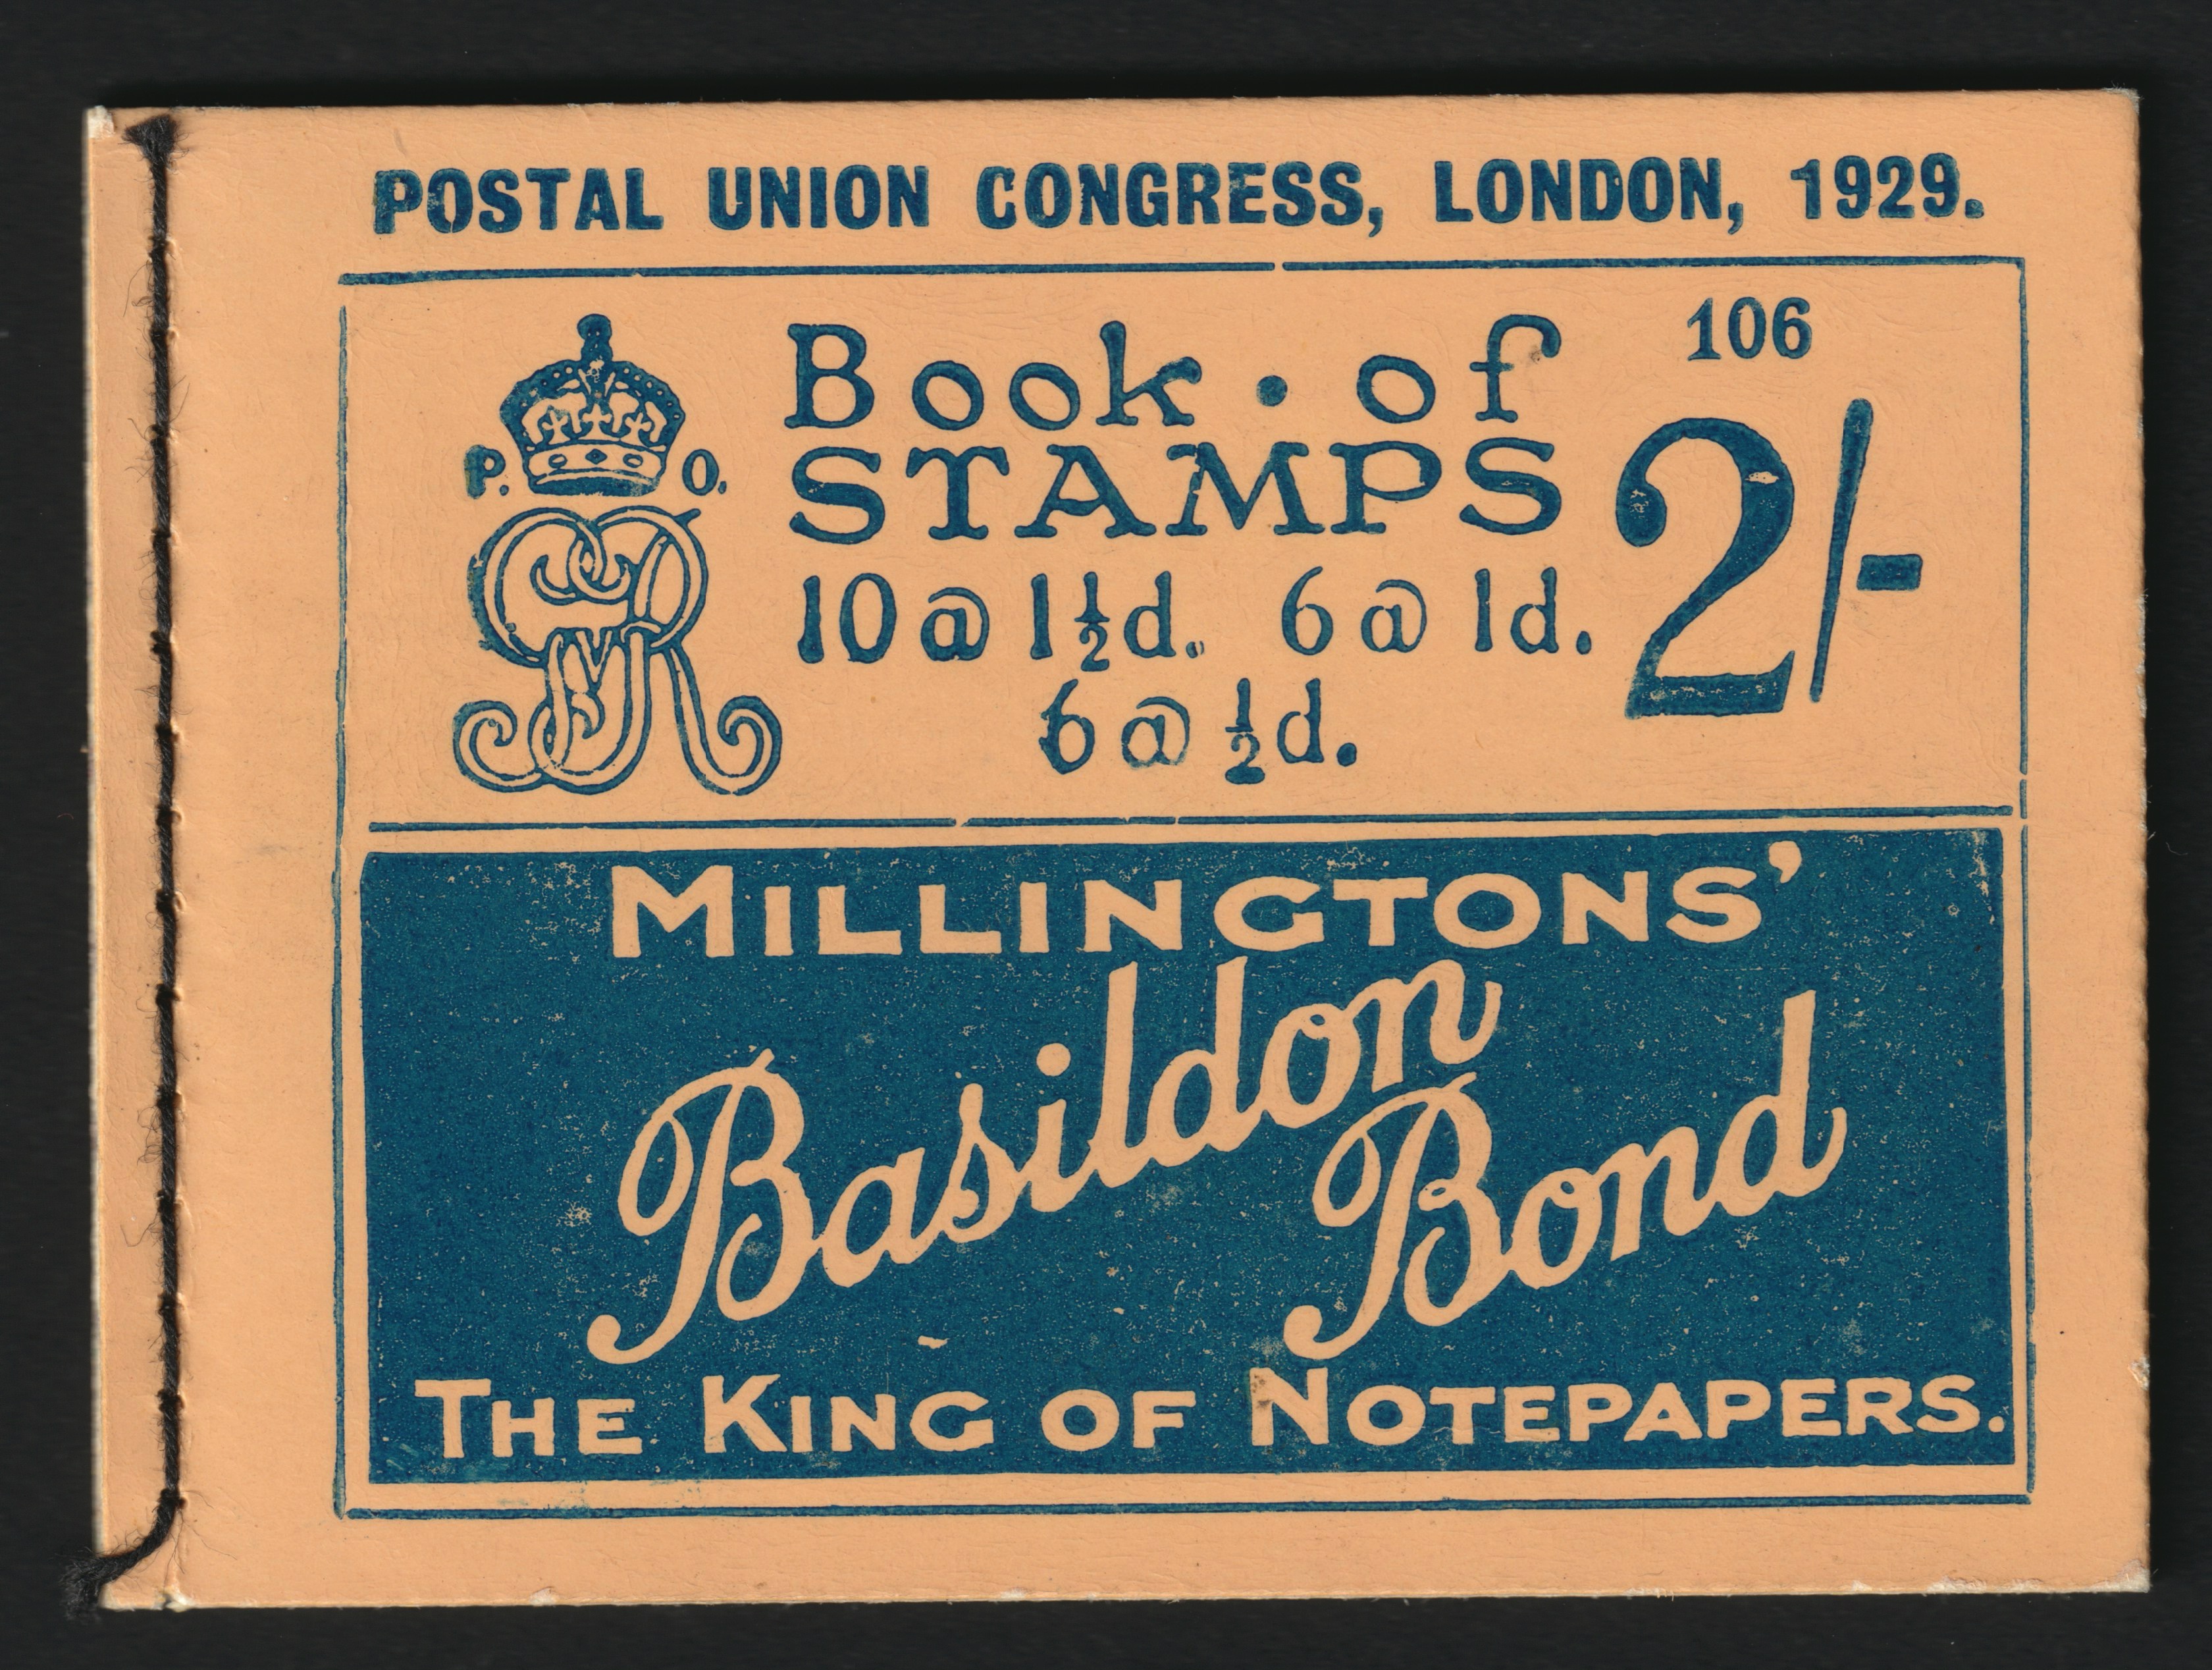 POSTAL UNION CONGRESS, LONDON, 1929.
106
P. O.
GR
Book · of
STAMPS
2/-
10 @ 1½d. 6 @ 1d.
6 @ ½d.
MILLINGTONS'
Basildon
Bond
THE KING OF NOTEPAPERS.